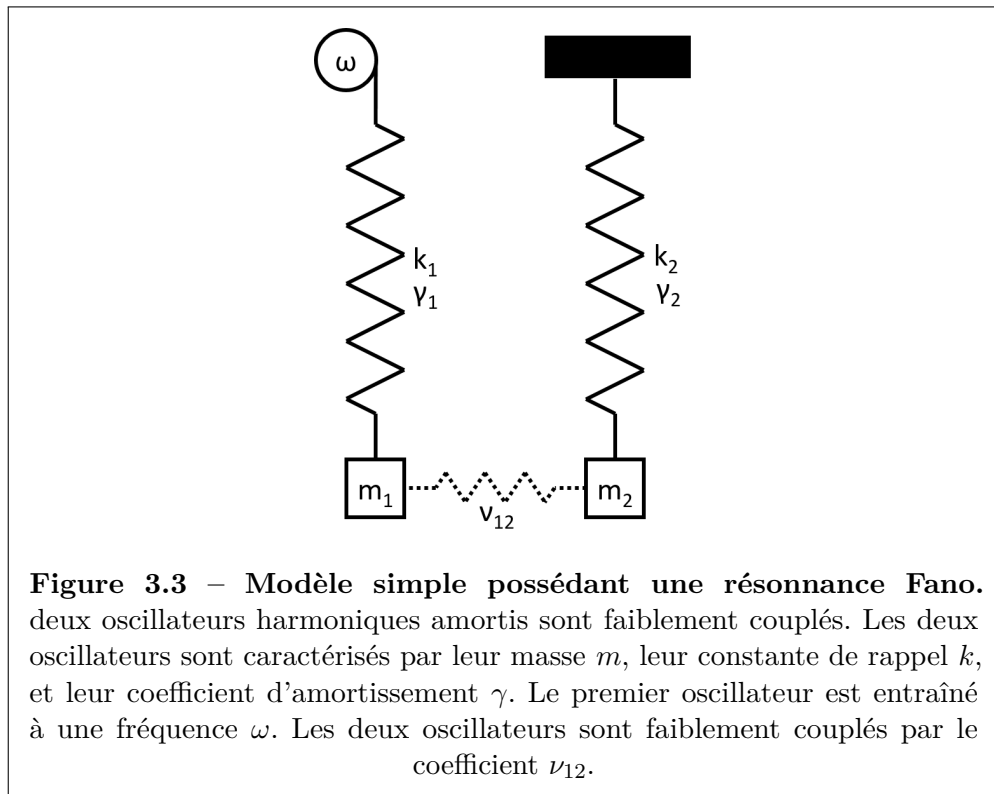 ω
k₁
γ₁
k₂
γ₂
m₁
m₂
ν₁₂
Figure 3.3 – Modèle simple possédant une résonnance Fano.
deux oscillateurs harmoniques amortis sont faiblement couplés. Les deux
oscillateurs sont caractérisés par leur masse m, leur constante de rappel k,
et leur coefficient d'amortissement γ. Le premier oscillateur est entraîné
à une fréquence ω. Les deux oscillateurs sont faiblement couplés par le
coefficient ν₁₂.